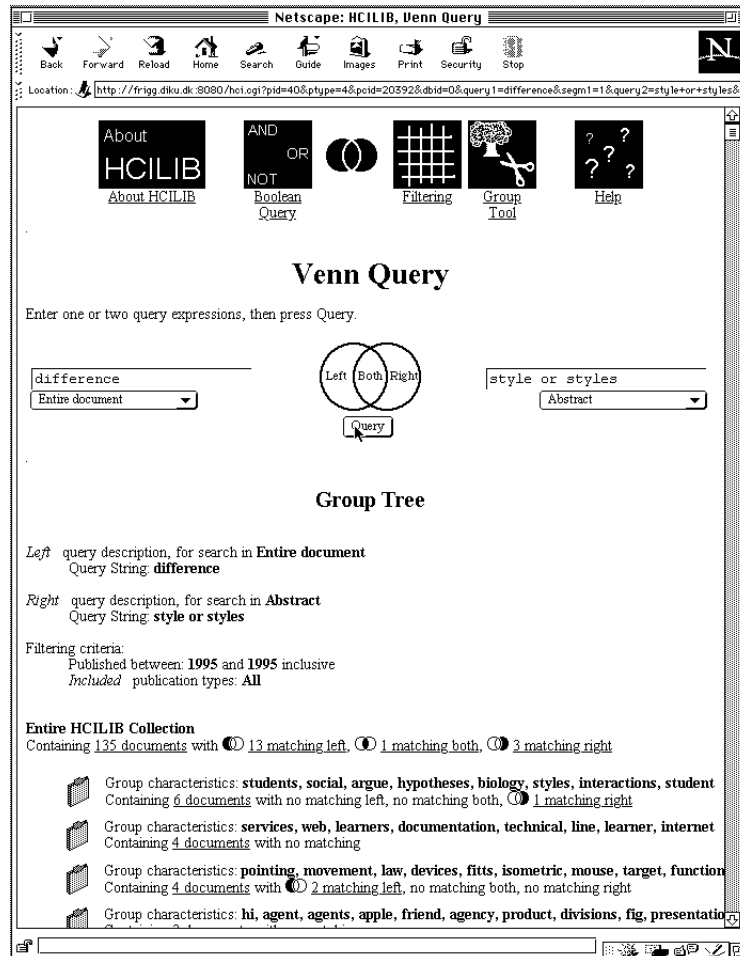 Netscape: HCILIB, Venn Query
Back Forward Reload Home Search Guide Images Print Security Stop
N
Location: http://frigg.diku.dk:8080/hci.cgi?pid=40&ptype=4&pcid=20392&dbid=0&query1=difference&segm1=1&query2=style+or+styles&
About HCILIB
AND OR NOT
? ? ? ?
About HCILIB
Boolean Query
Filtering
Group Tool
Help
Venn Query
Enter one or two query expressions, then press Query.
Left Both Right
difference
style or styles
Entire document
Abstract
Query
Group Tree
Left query description, for search in Entire document
Query String: difference
Right query description, for search in Abstract
Query String: style or styles
Filtering criteria:
Published between: 1995 and 1995 inclusive
Included publication types: All
Entire HCILIB Collection
Containing 135 documents with 13 matching left, 1 matching both, 3 matching right
Group characteristics: students, social, argue, hypotheses, biology, styles, interactions, student
Containing 6 documents with no matching left, no matching both, 1 matching right
Group characteristics: services, web, learners, documentation, technical, line, learner, internet
Containing 4 documents with no matching
Group characteristics: pointing, movement, law, devices, fitts, isometric, mouse, target, function
Containing 4 documents with 2 matching left, no matching both, no matching right
Group characteristics: hi, agent, agents, apple, friend, agency, product, divisions, fig, presentatio